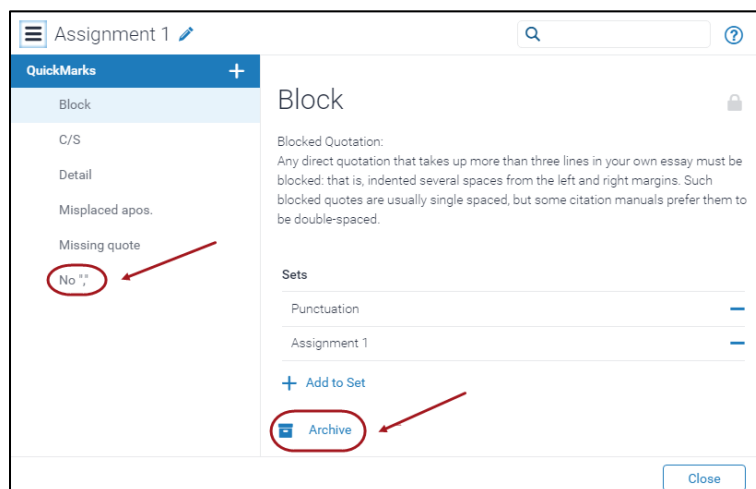 Assignment 1
QuickMarks
Block
C/S
Detail
Misplaced apos.
Missing quote
No ","
Block
Blocked Quotation:
Any direct quotation that takes up more than three lines in your own essay must be
blocked: that is, indented several spaces from the left and right margins. Such
blocked quotes are usually single spaced, but some citation manuals prefer them to
be double-spaced.
Sets
Punctuation
Assignment 1
Add to Set
Archive
Close